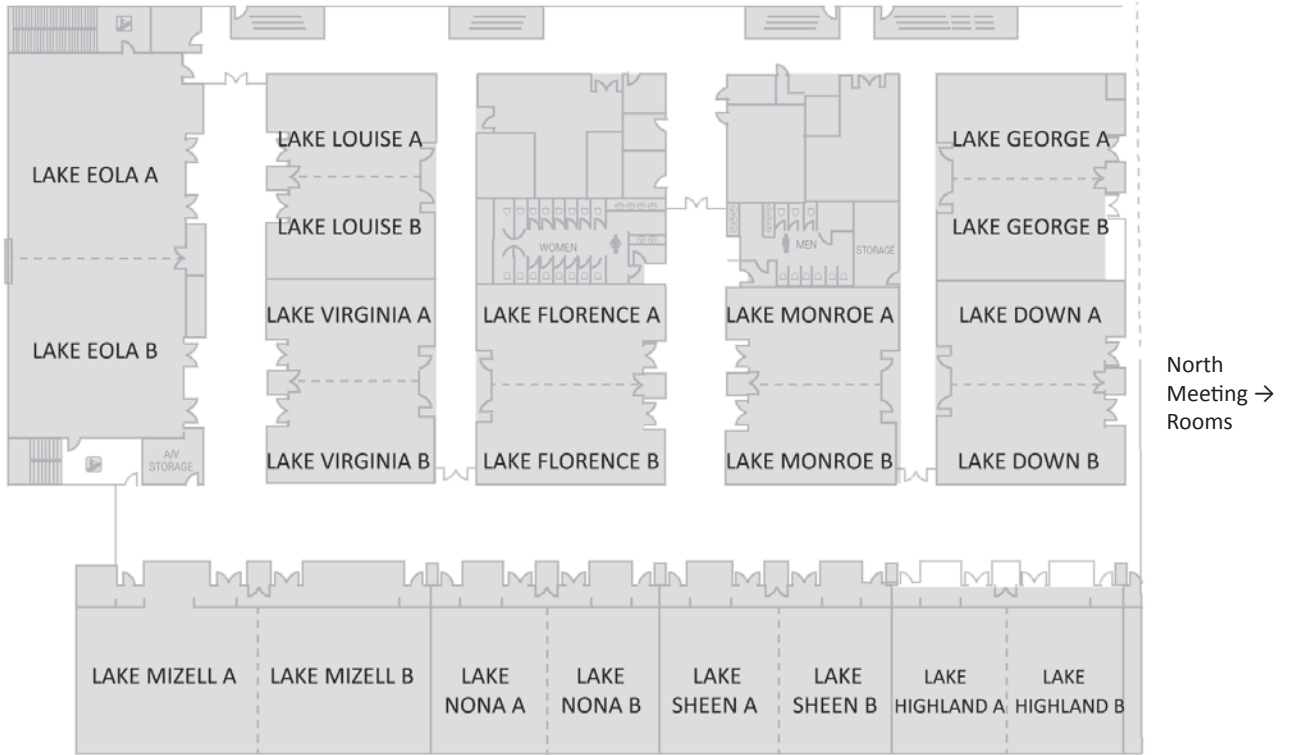 LAKE EOLA A
LAKE EOLA B
A/V
STORAGE
LAKE LOUISE A
LAKE LOUISE B
LAKE VIRGINIA A
LAKE VIRGINIA B
WOMEN
LAKE FLORENCE A
LAKE FLORENCE B
MEN
STORAGE
LAKE MONROE A
LAKE MONROE B
LAKE GEORGE A
LAKE GEORGE B
LAKE DOWN A
LAKE DOWN B
North
Meeting →
Rooms
LAKE MIZELL A
LAKE MIZELL B
LAKE
NONA A
LAKE
NONA B
LAKE
SHEEN A
LAKE
SHEEN B
LAKE
HIGHLAND A
LAKE
HIGHLAND B